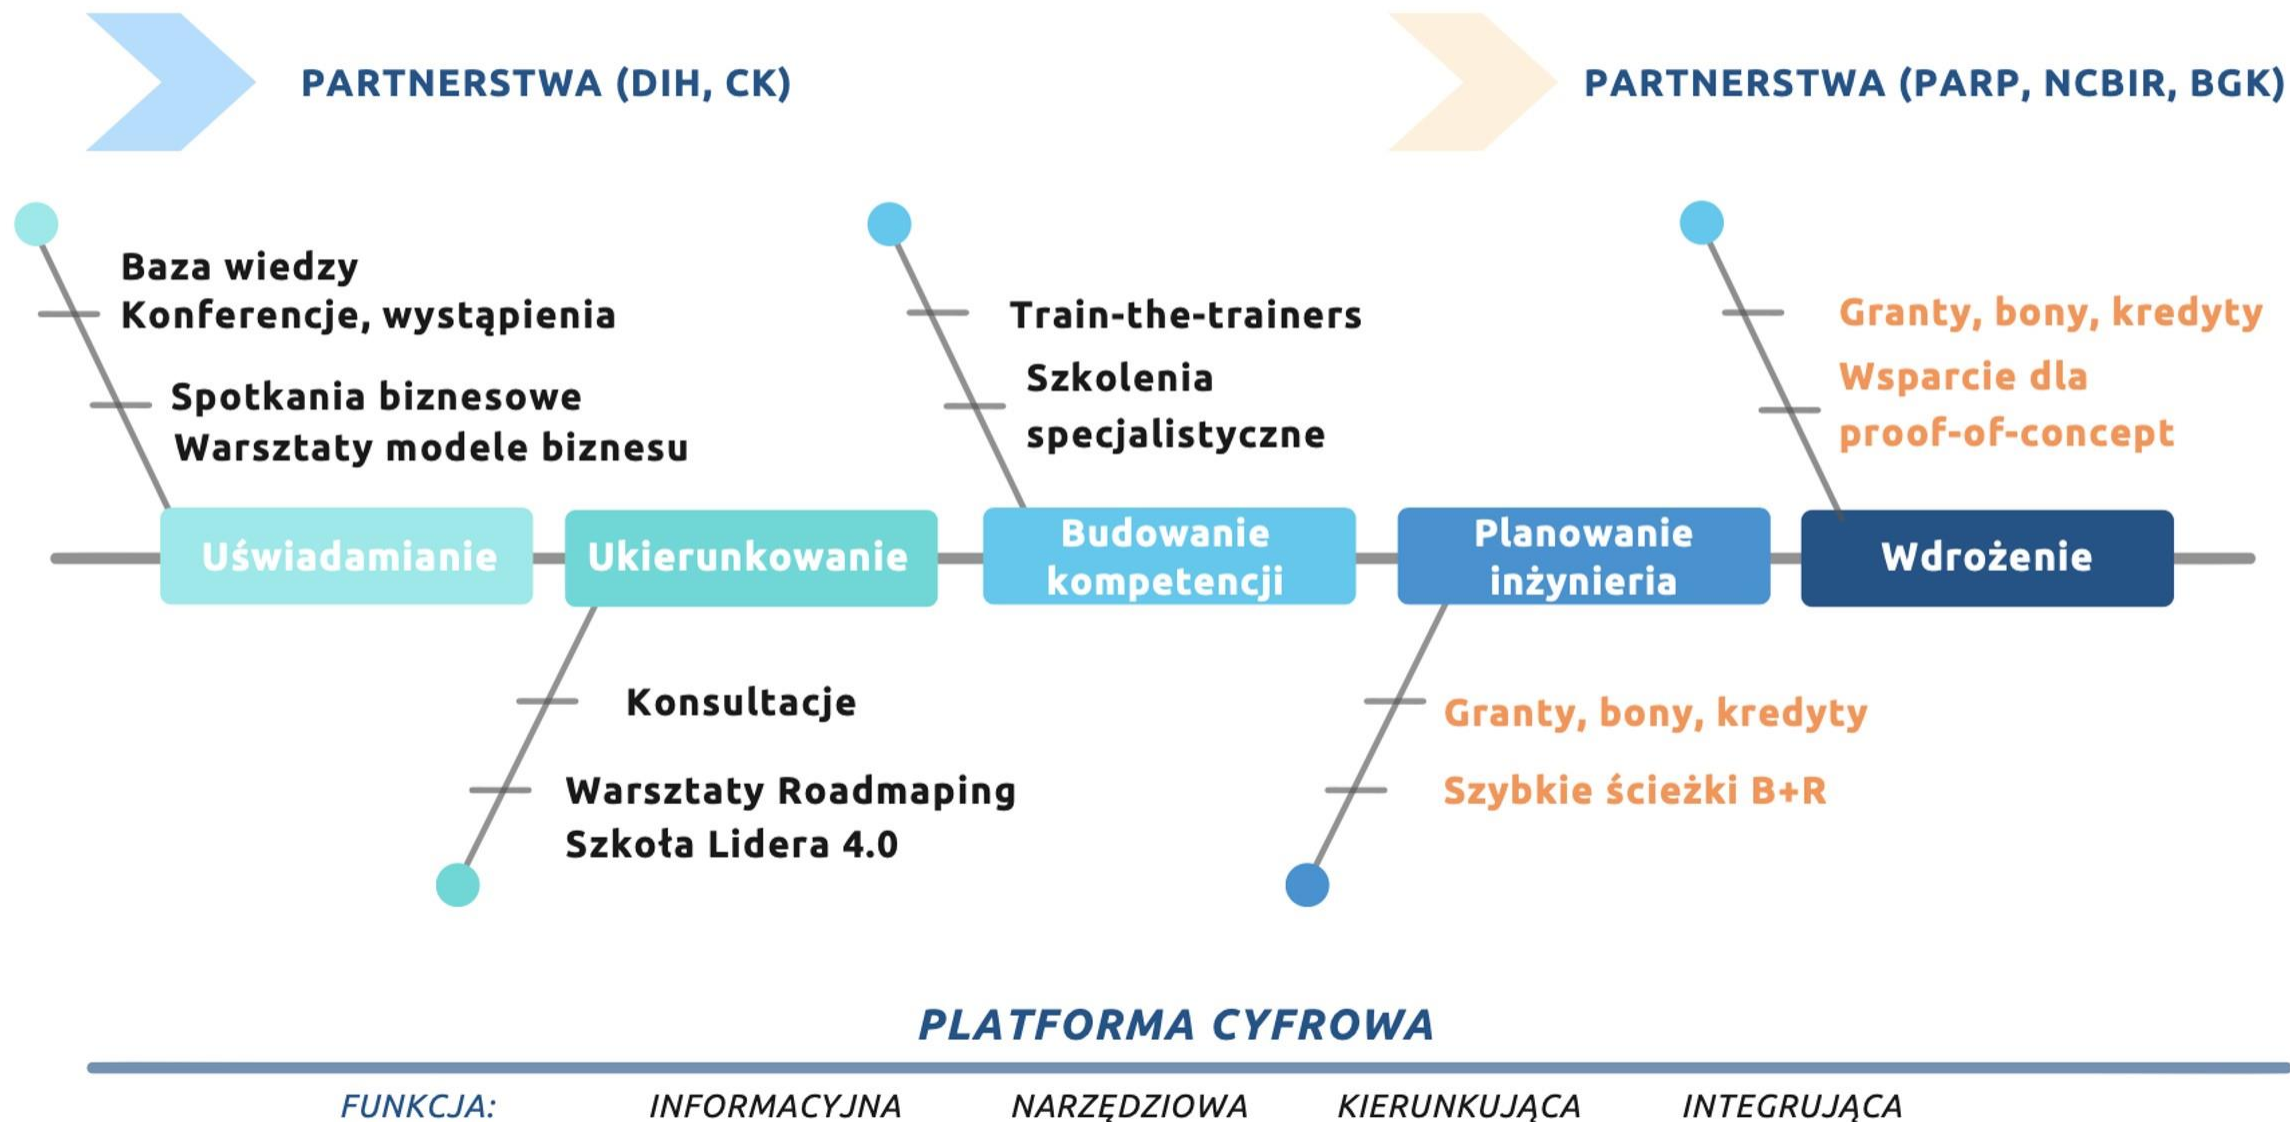 PARTNERSTWA (DIH, CK)
PARTNERSTWA (PARP, NCBIR, BGK)
Baza wiedzy
Konferencje, wystąpienia
Spotkania biznesowe
Warsztaty modele biznesu
Train-the-trainers
Szkolenia
specjalistyczne
Granty, bony, kredyty
Wsparcie dla
proof-of-concept
Uświadamianie
Ukierunkowanie
Budowanie
kompetencji
Planowanie
inżynieria
Wdrożenie
Konsultacje
Warsztaty Roadmaping
Szkoła Lidera 4.0
Granty, bony, kredyty
Szybkie ścieżki B+R
PLATFORMA CYFROWA
FUNKCJA: INFORMACYJNA NARZĘDZIOWA KIERUNKUJĄCA INTEGRUJĄCA